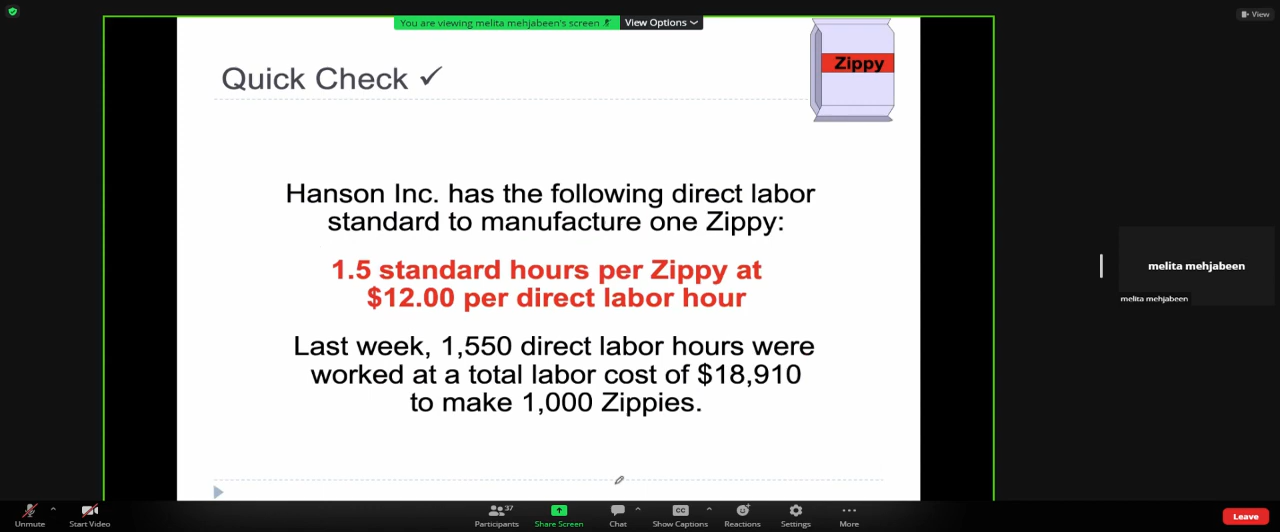 You are viewing melita mehjabeen's screen
View Options
View
Zippy
Quick Check ✓
Hanson Inc. has the following direct labor
standard to manufacture one Zippy:
1.5 standard hours per Zippy at
$12.00 per direct labor hour
Last week, 1,550 direct labor hours were
worked at a total labor cost of $18,910
to make 1,000 Zippies.
melita mehjabeen
melita mehjabeen
Unmute
Start Video
37
Participants
Share Screen
Chat
CC
Show Captions
Reactions
Settings
More
Leave